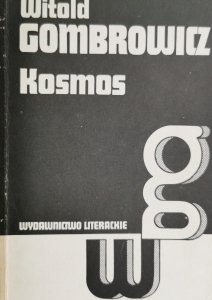 Witold
GOMBROWICZ
Kosmos
WYDAWNICTWO LITERACKIE
g
w